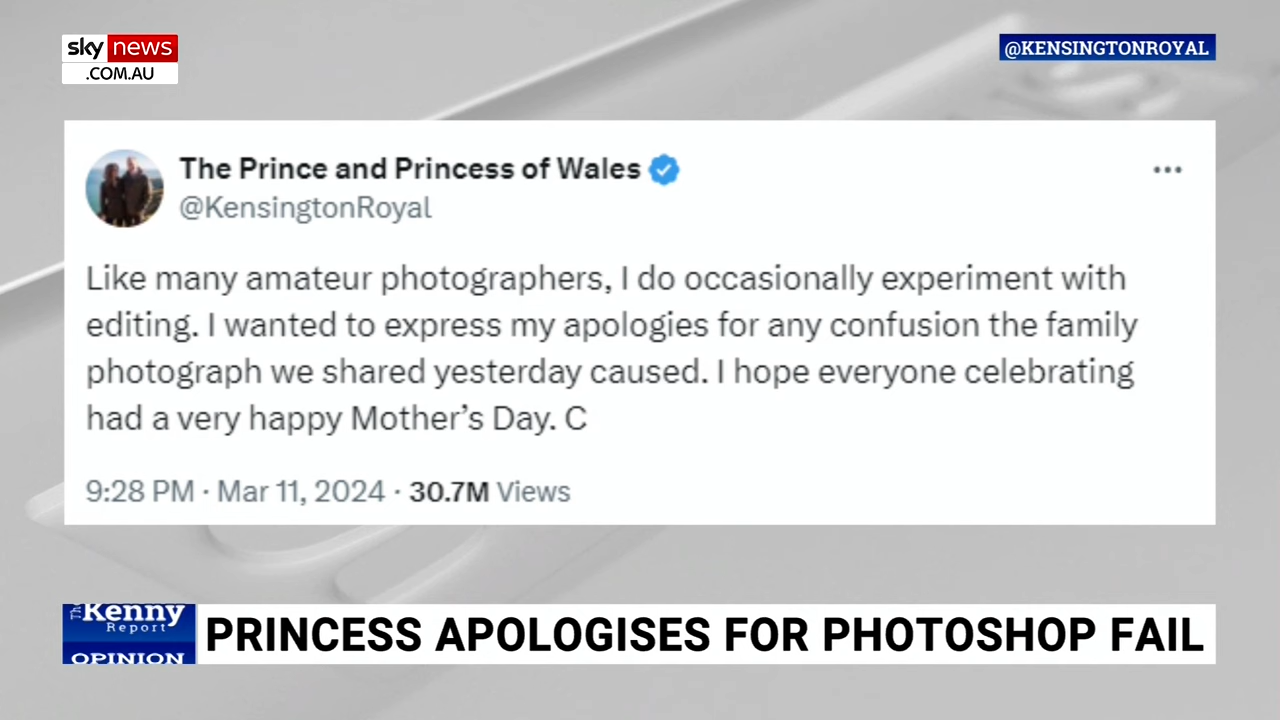 sky news
.COM.AU
@KENSINGTONROYAL
The Prince and Princess of Wales
@KensingtonRoyal
Like many amateur photographers, I do occasionally experiment with
editing. I wanted to express my apologies for any confusion the family
photograph we shared yesterday caused. I hope everyone celebrating
had a very happy Mother’s Day. C
9:28 PM · Mar 11, 2024 · 30.7M Views
The Kenny
Report
OPINION
PRINCESS APOLOGISES FOR PHOTOSHOP FAIL